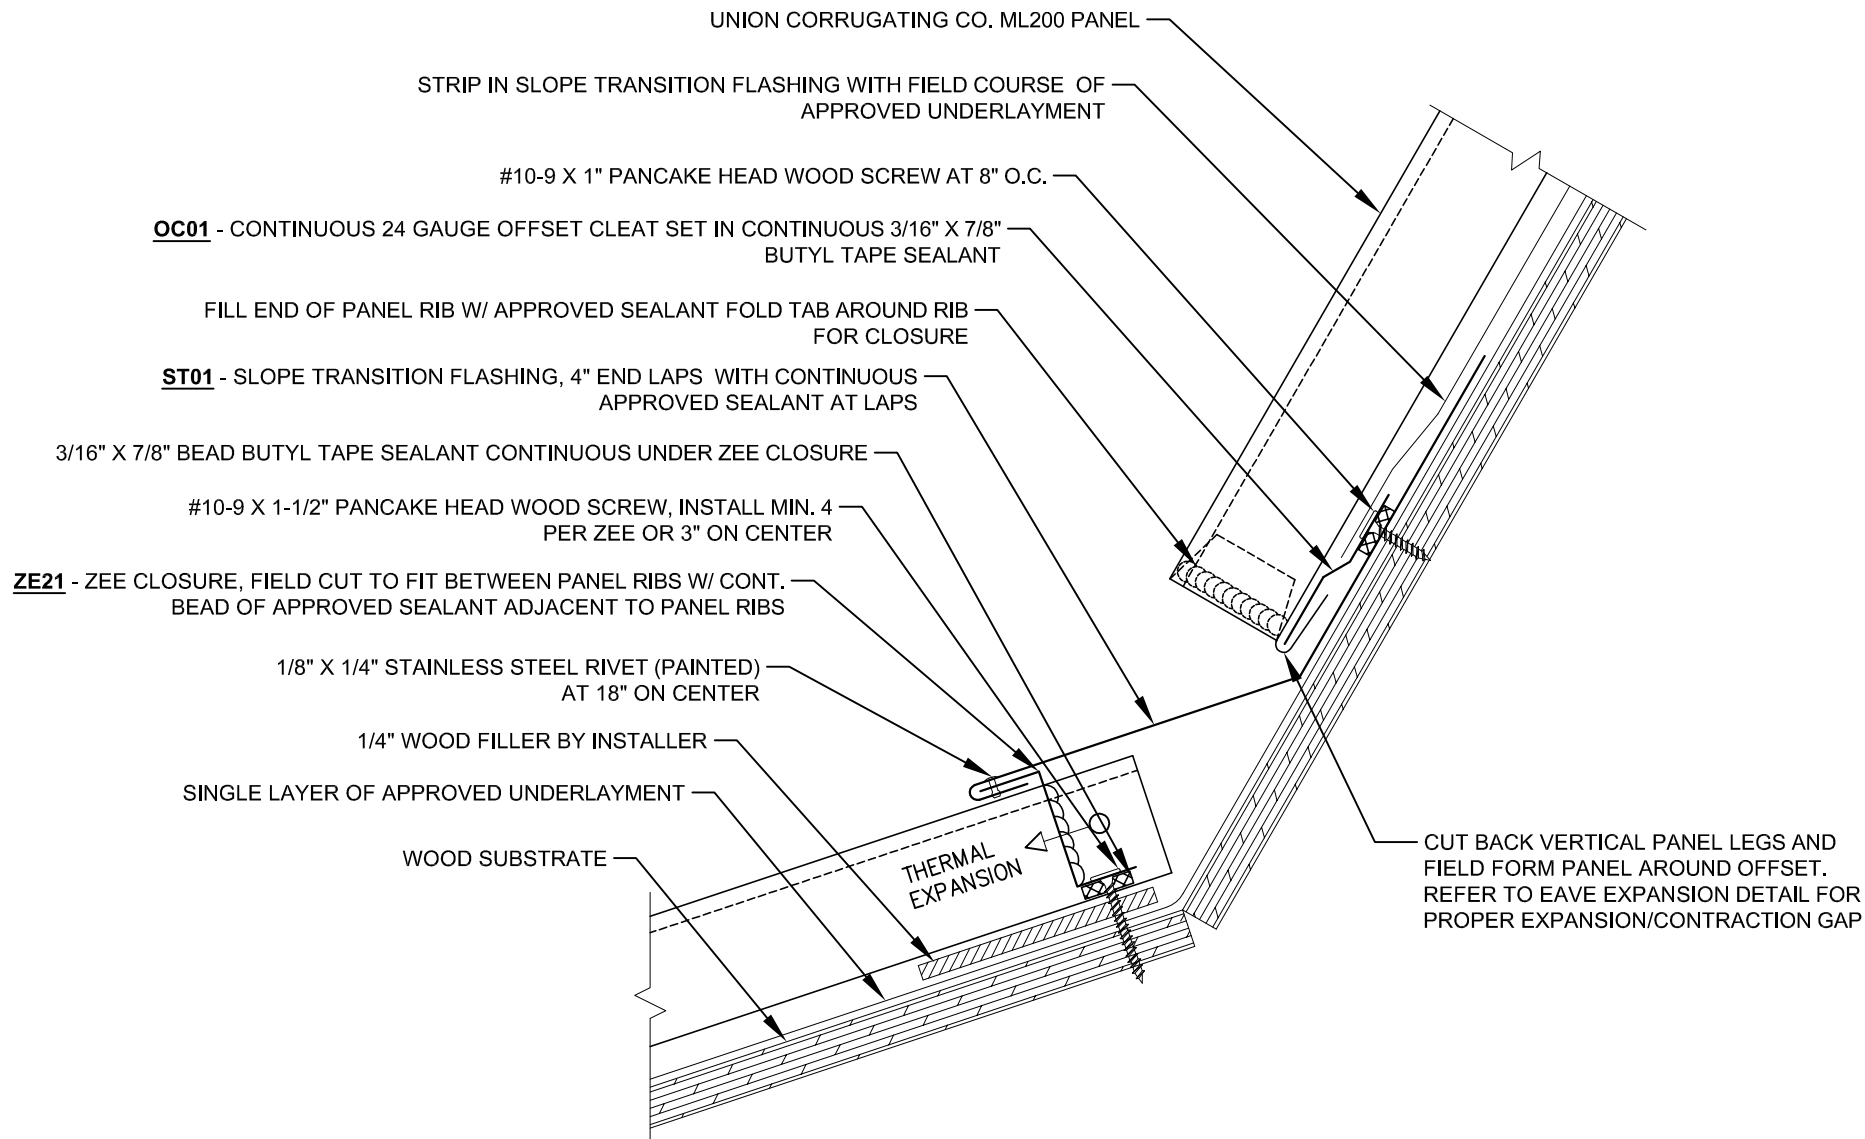 UNION CORRUGATING CO. ML200 PANEL
STRIP IN SLOPE TRANSITION FLASHING WITH FIELD COURSE OF
APPROVED UNDERLAYMENT
#10-9 X 1" PANCAKE HEAD WOOD SCREW AT 8" O.C.
OC01 - CONTINUOUS 24 GAUGE OFFSET CLEAT SET IN CONTINUOUS 3/16" X 7/8"
BUTYL TAPE SEALANT
FILL END OF PANEL RIB W/ APPROVED SEALANT FOLD TAB AROUND RIB
FOR CLOSURE
ST01 - SLOPE TRANSITION FLASHING, 4" END LAPS WITH CONTINUOUS
APPROVED SEALANT AT LAPS
3/16" X 7/8" BEAD BUTYL TAPE SEALANT CONTINUOUS UNDER ZEE CLOSURE
#10-9 X 1-1/2" PANCAKE HEAD WOOD SCREW, INSTALL MIN. 4
PER ZEE OR 3" ON CENTER
ZE21 - ZEE CLOSURE, FIELD CUT TO FIT BETWEEN PANEL RIBS W/ CONT.
BEAD OF APPROVED SEALANT ADJACENT TO PANEL RIBS
1/8" X 1/4" STAINLESS STEEL RIVET (PAINTED)
AT 18" ON CENTER
1/4" WOOD FILLER BY INSTALLER
SINGLE LAYER OF APPROVED UNDERLAYMENT
WOOD SUBSTRATE
THERMAL
EXPANSION
CUT BACK VERTICAL PANEL LEGS AND
FIELD FORM PANEL AROUND OFFSET.
REFER TO EAVE EXPANSION DETAIL FOR
PROPER EXPANSION/CONTRACTION GAP